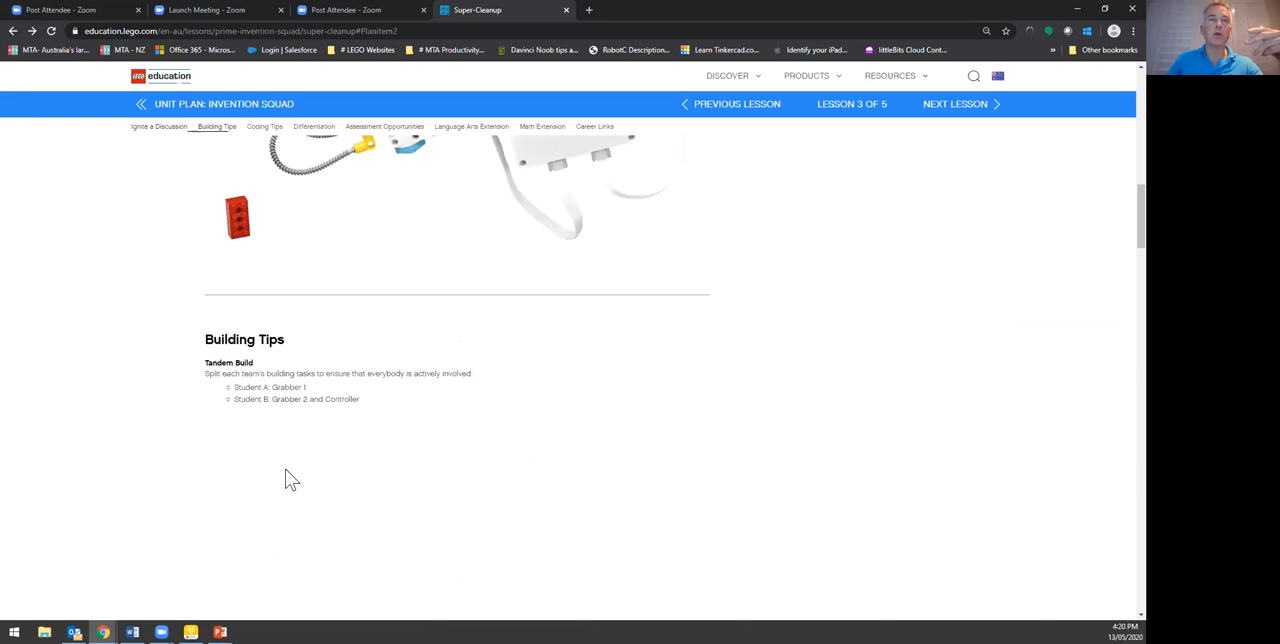 Post Attendee - Zoom
Launch Meeting - Zoom
Post Attendee - Zoom
Super-Cleanup
education.lego.com/en-au/lessons/prime-invention-squad/super-cleanup#Planitem2
MTA- Australia's lar...
MTA - NZ
Office 365 - Micros...
Login | Salesforce
# LEGO Websites
# MTA Productivity...
Davinci Noob tips a...
RobotC Description...
Learn Tinkercad.co...
Identify your iPad...
littleBits Cloud Cont...
»
Other bookmarks
LEGO education
DISCOVER
PRODUCTS
RESOURCES
UNIT PLAN: INVENTION SQUAD
PREVIOUS LESSON
LESSON 3 OF 5
NEXT LESSON
Ignite a Discussion
Building Tips
Coding Tips
Differentiation
Assessment Opportunities
Language Arts Extension
Math Extension
Career Links
Building Tips
Tandem Build
Split each team's building tasks to ensure that everybody is actively involved:
Student A: Grabber 1
Student B: Grabber 2 and Controller
4:20 PM
13/05/2020